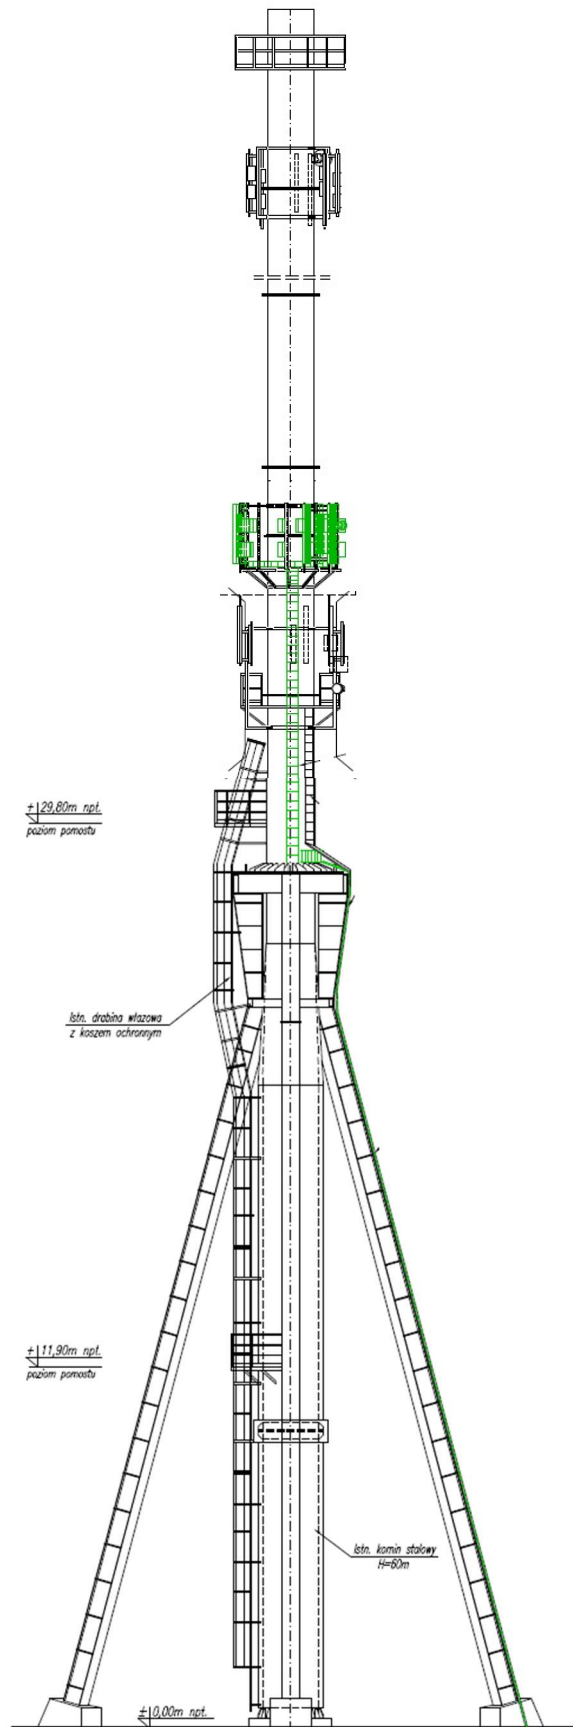 +29,80m npt.
poziom pomostu
Istn. drabina włazowa
z koszem ochronnym
+11,90m npt.
poziom pomostu
Istn. komin stalowy
H=60m
±0,00m npt.